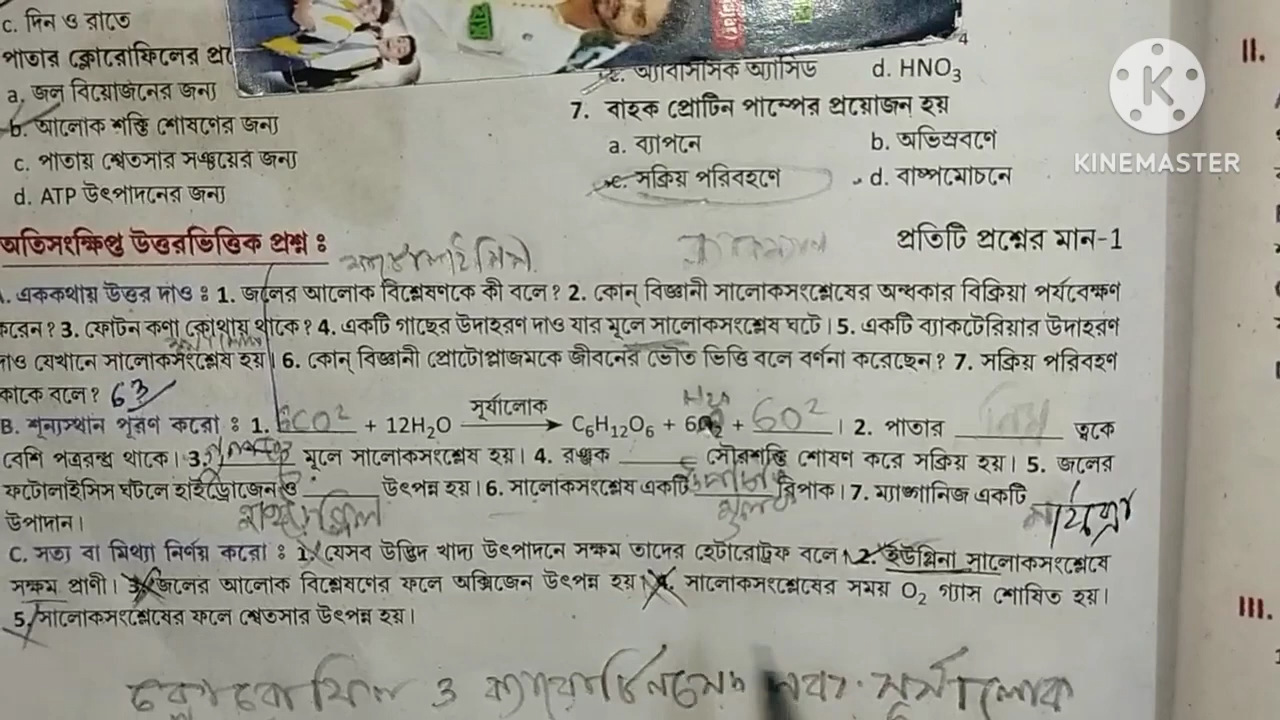 c. দিন ও রাতে
পাতার ক্লোরোফিলের
a. জল বিয়োজনের জন্য
b. আলোক শক্তি শোষণের জন্য
c. পাতায় শ্বেতসার সঞ্চয়ের জন্য
d. ATP উৎপাদনের জন্য
4
c. অ্যাবসিসিক অ্যাসিড d. HNO₃
7. বাহক প্রোটিন পাম্পের প্রয়োজন হয়
a. ব্যাপনে b. অভিস্রবণে
c. সক্রিয় পরিবহণে d. বাষ্পমোচনে
KINEMASTER
II.
III.
অতিসংক্ষিপ্ত উত্তরভিত্তিক প্রশ্ন : প্রতিটি প্রশ্নের মান-1
এককথায় উত্তর দাও : 1. জলের আলোক বিশ্লেষণকে কী বলে? 2. কোন্ বিজ্ঞানী সালোকসংশ্লেষের অন্ধকার বিক্রিয়া পর্যবেক্ষণ
করেন? 3. ফোটন কণা কোথায় থাকে? 4. একটি গাছের উদাহরণ দাও যার মূলে সালোকসংশ্লেষ ঘটে। 5. একটি ব্যাকটেরিয়ার উদাহরণ
দাও যেখানে সালোকসংশ্লেষ হয়। 6. কোন্ বিজ্ঞানী প্রোটোপ্লাজমকে জীবনের ভৌত ভিত্তি বলে বর্ণনা করেছেন? 7. সক্রিয় পরিবহণ
কাকে বলে? 63
B. শূন্যস্থান পূরণ করো : 1. 6CO2 + 12H₂O সূর্যালোক → C₆H₁₂O₆ + 6 + 6O2 । 2. পাতার নিম্ন ত্বকে
বেশি পত্ররন্ধ্র থাকে। 3. মূলে সালোকসংশ্লেষ হয়। 4. রঞ্জক সৌরশক্তি শোষণ করে সক্রিয় হয়। 5. জলের
ফটোলাইসিস ঘটলে হাইড্রোজেন ও উৎপন্ন হয়। 6. সালোকসংশ্লেষ একটি বিপাক। 7. ম্যাঙ্গানিজ একটি
উপাদান।
C. সত্য বা মিথ্যা নির্ণয় করো : 1. যেসব উদ্ভিদ খাদ্য উৎপাদনে সক্ষম তাদের হেটারোট্রফ বলে। 2. ইউগ্লিনা সালোকসংশ্লেষে
সক্ষম প্রাণী। 3. জলের আলোক বিশ্লেষণের ফলে অক্সিজেন উৎপন্ন হয়। 4. সালোকসংশ্লেষের সময় O₂ গ্যাস শোষিত হয়।
5. সালোকসংশ্লেষের ফলে শ্বেতসার উৎপন্ন হয়।